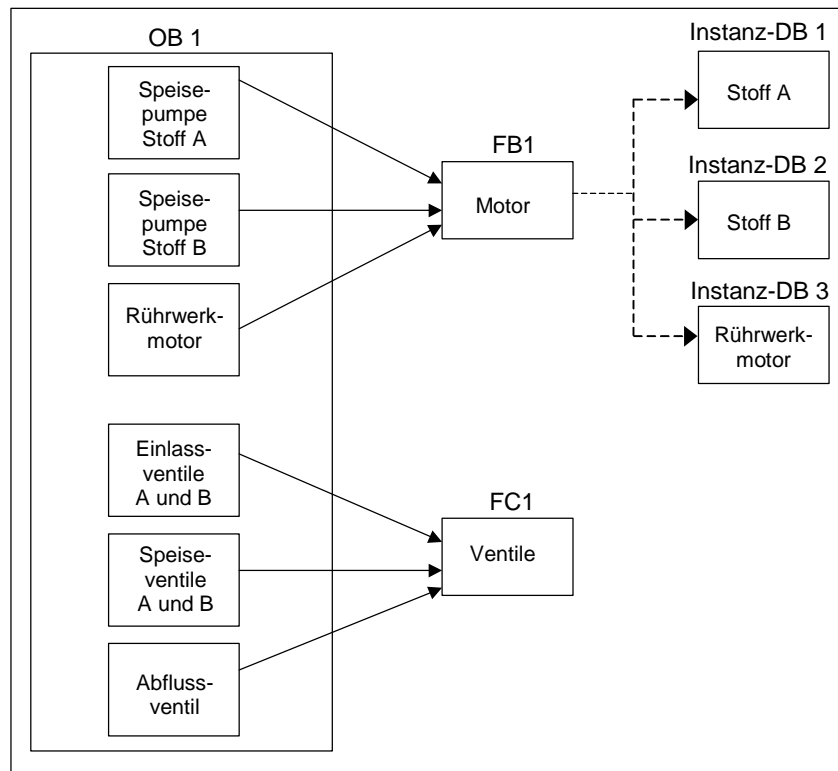 OB 1
Speise-
pumpe
Stoff A
Speise-
pumpe
Stoff B
Rührwerk-
motor
Einlass-
ventile
A und B
Speise-
ventile
A und B
Abfluss-
ventil
FB1
Motor
FC1
Ventile
Instanz-DB 1
Stoff A
Instanz-DB 2
Stoff B
Instanz-DB 3
Rührwerk-
motor